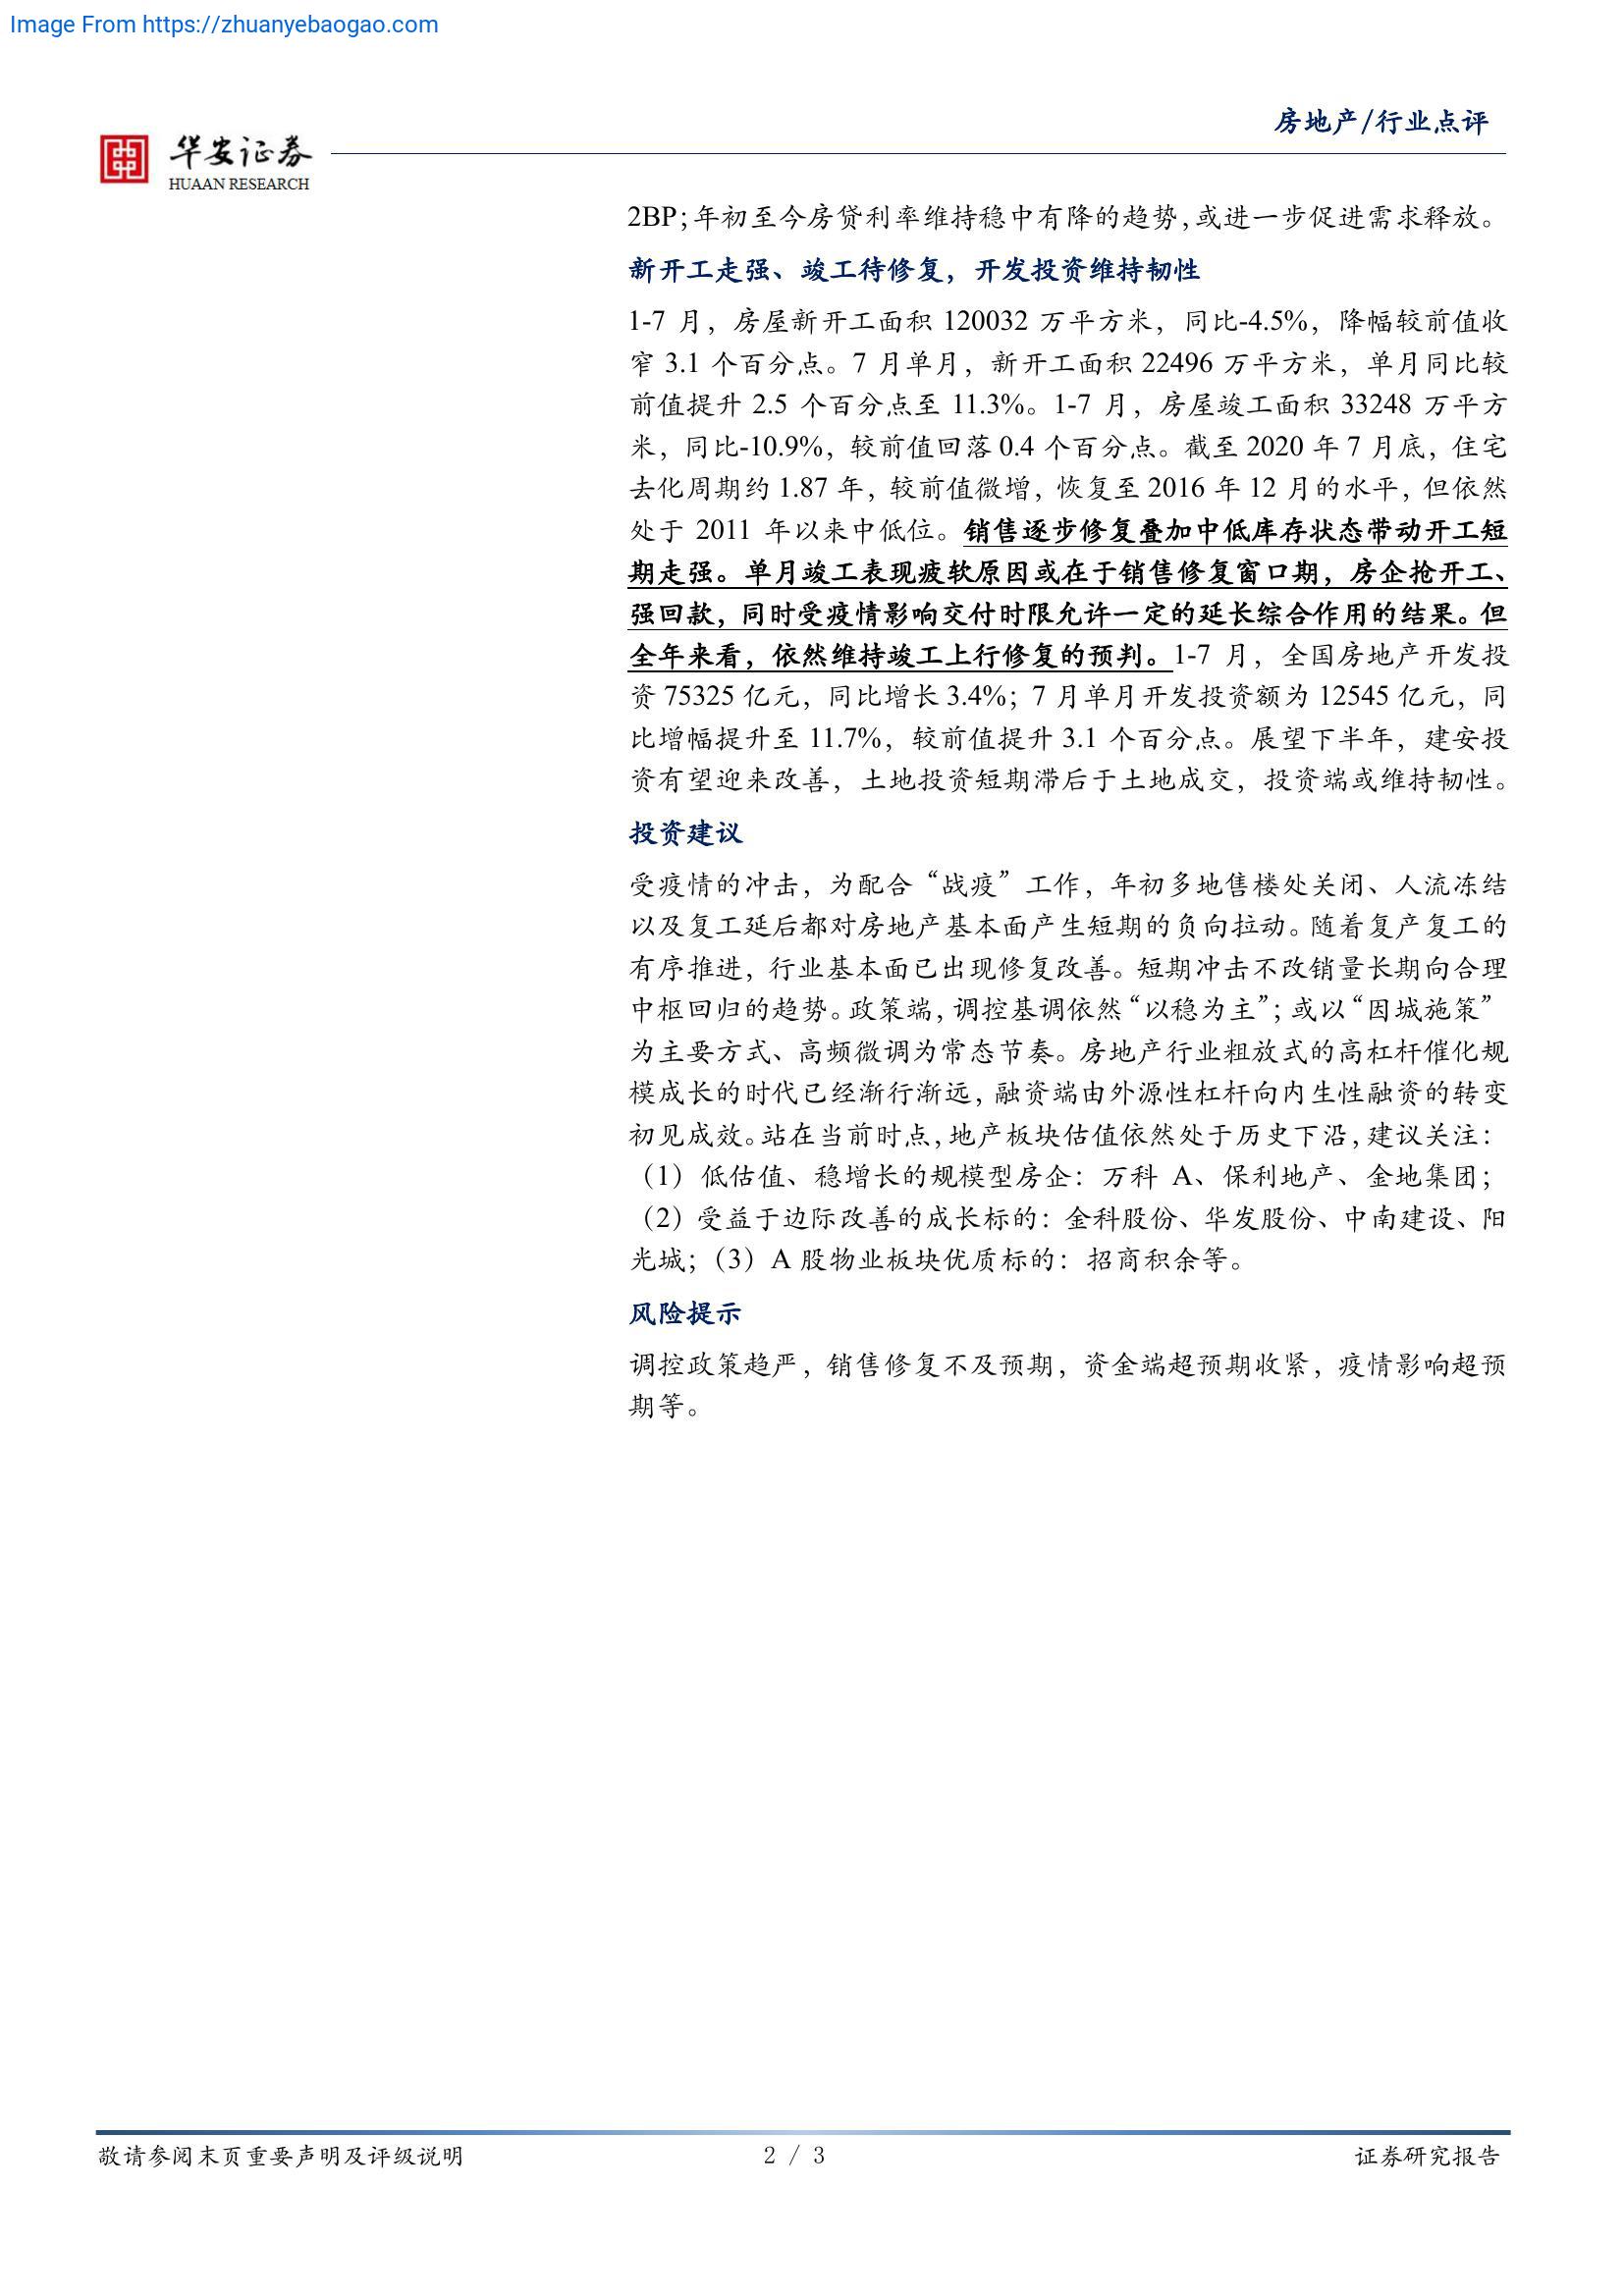 Image From https://zhuanyebaogao.com
房地产/行业点评
华安证券
HUAAN RESEARCH
2BP;年初至今房贷利率维持稳中有降的趋势,或进一步促进需求释放。
新开工走强、竣工待修复，开发投资维持韧性
1-7 月，房屋新开工面积 120032 万平方米，同比-4.5%，降幅较前值收
窄 3.1 个百分点。7 月单月，新开工面积 22496 万平方米，单月同比较
前值提升 2.5 个百分点至 11.3%。1-7 月，房屋竣工面积 33248 万平方
米，同比-10.9%，较前值回落 0.4 个百分点。截至 2020 年 7 月底，住宅
去化周期约 1.87 年，较前值微增，恢复至 2016 年 12 月的水平，但依然
处于 2011 年以来中低位。销售逐步修复叠加中低库存状态带动开工短
期走强。单月竣工表现疲软原因或在于销售修复窗口期，房企抢开工、
强回款，同时受疫情影响交付时限允许一定的延长综合作用的结果。但
全年来看，依然维持竣工上行修复的预判。1-7 月，全国房地产开发投
资 75325 亿元，同比增长 3.4%；7 月单月开发投资额为 12545 亿元，同
比增幅提升至 11.7%，较前值提升 3.1 个百分点。展望下半年，建安投
资有望迎来改善，土地投资短期滞后于土地成交，投资端或维持韧性。
投资建议
受疫情的冲击，为配合“战疫”工作，年初多地售楼处关闭、人流冻结
以及复工延后都对房地产基本面产生短期的负向拉动。随着复产复工的
有序推进，行业基本面已出现修复改善。短期冲击不改销量长期向合理
中枢回归的趋势。政策端，调控基调依然“以稳为主”；或以“因城施策”
为主要方式、高频微调为常态节奏。房地产行业粗放式的高杠杆催化规
模成长的时代已经渐行渐远，融资端由外源性杠杆向内生性融资的转变
初见成效。站在当前时点，地产板块估值依然处于历史下沿，建议关注：
（1）低估值、稳增长的规模型房企：万科 A、保利地产、金地集团；
（2）受益于边际改善的成长标的：金科股份、华发股份、中南建设、阳
光城；（3）A 股物业板块优质标的：招商积余等。
风险提示
调控政策趋严，销售修复不及预期，资金端超预期收紧，疫情影响超预
期等。
敬请参阅末页重要声明及评级说明
2 / 3
证券研究报告